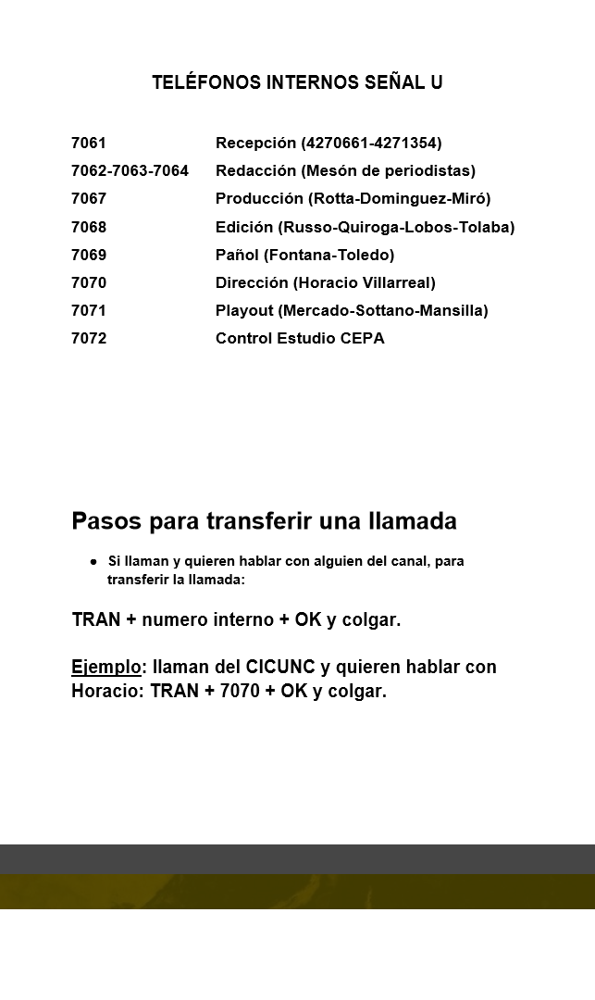 TELÉFONOS INTERNOS SEÑAL U
7061 Recepción (4270661-4271354)
7062-7063-7064 Redacción (Mesón de periodistas)
7067 Producción (Rotta-Dominguez-Miró)
7068 Edición (Russo-Quiroga-Lobos-Tolaba)
7069 Pañol (Fontana-Toledo)
7070 Dirección (Horacio Villarreal)
7071 Playout (Mercado-Sottano-Mansilla)
7072 Control Estudio CEPA
Pasos para transferir una llamada
● Si llaman y quieren hablar con alguien del canal, para
transferir la llamada:
TRAN + numero interno + OK y colgar.
Ejemplo: llaman del CICUNC y quieren hablar con
Horacio: TRAN + 7070 + OK y colgar.